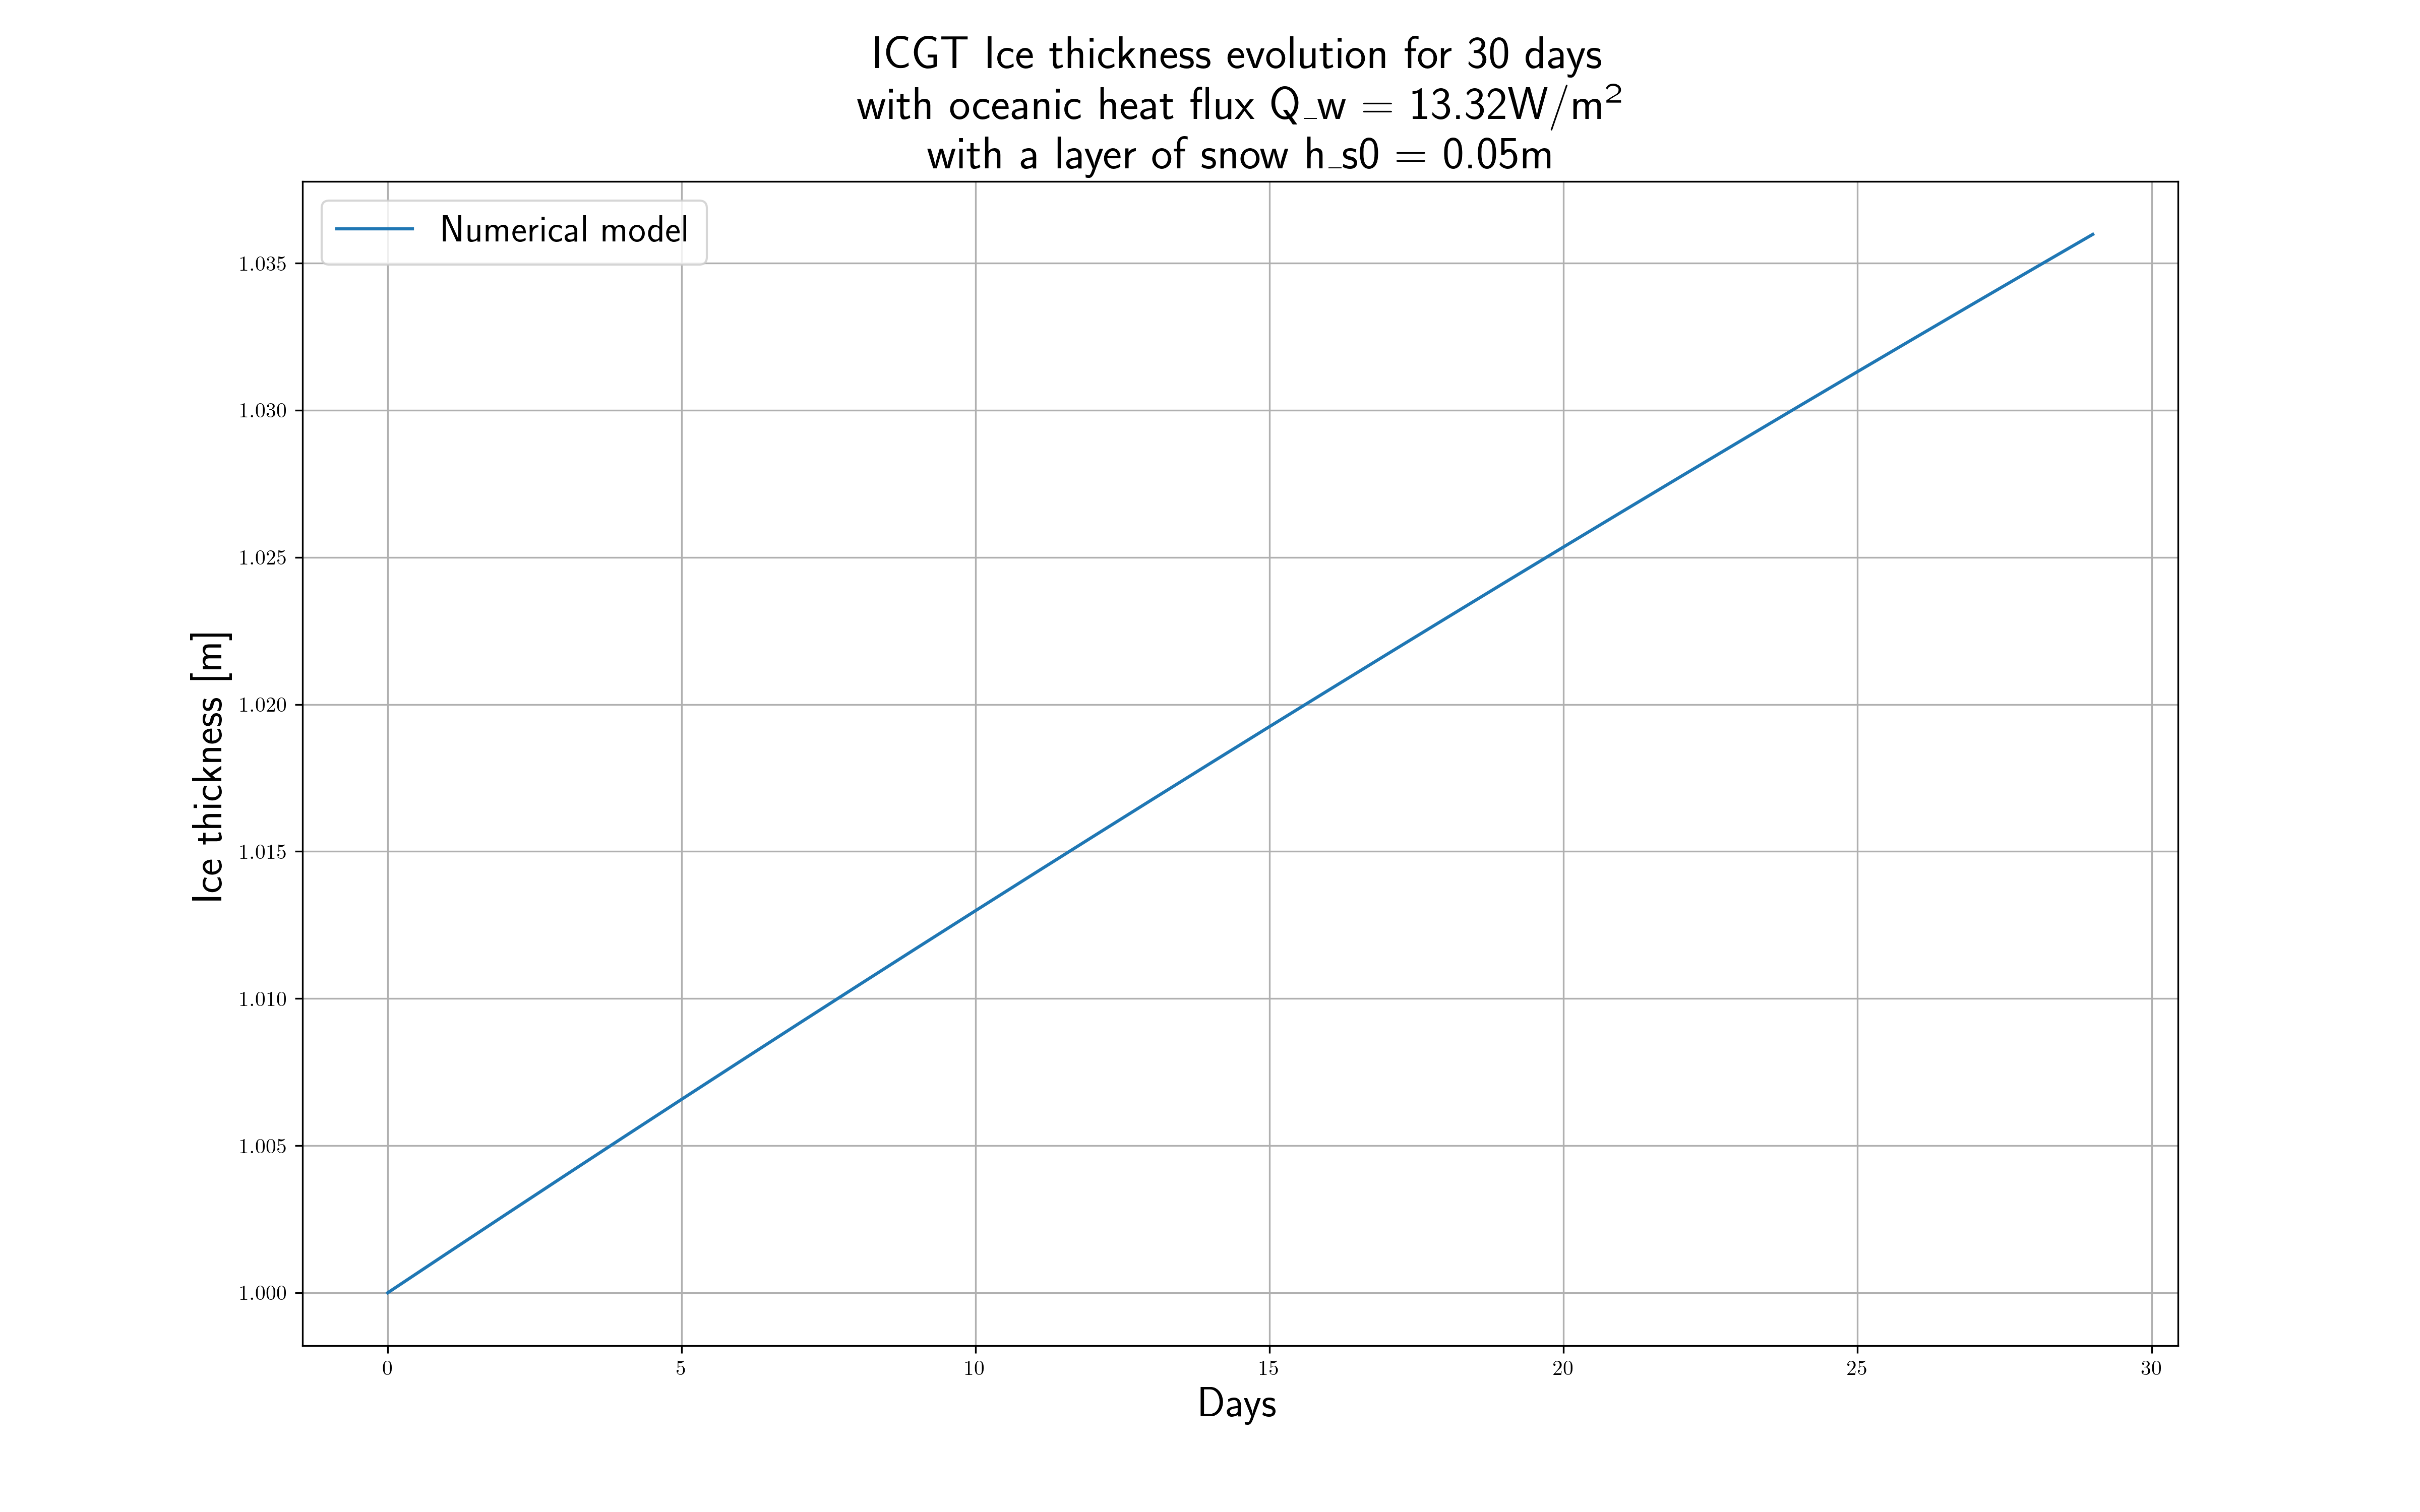 ICGT Ice thickness evolution for 30 days
with oceanic heat flux Q_w = 13.32W/m²
with a layer of snow h_s0 = 0.05m
Numerical model
1.035
1.030
1.025
1.020
1.015
1.010
1.005
1.000
Ice thickness [m]
0 5 10 15 20 25 30
Days